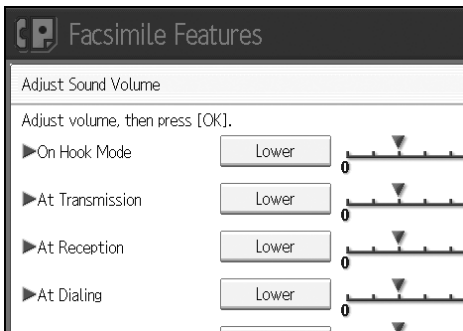 Facsimile Features
Adjust Sound Volume
Adjust volume, then press [OK].
▶On Hook Mode Lower 0
▶At Transmission Lower 0
▶At Reception Lower 0
▶At Dialing Lower 0